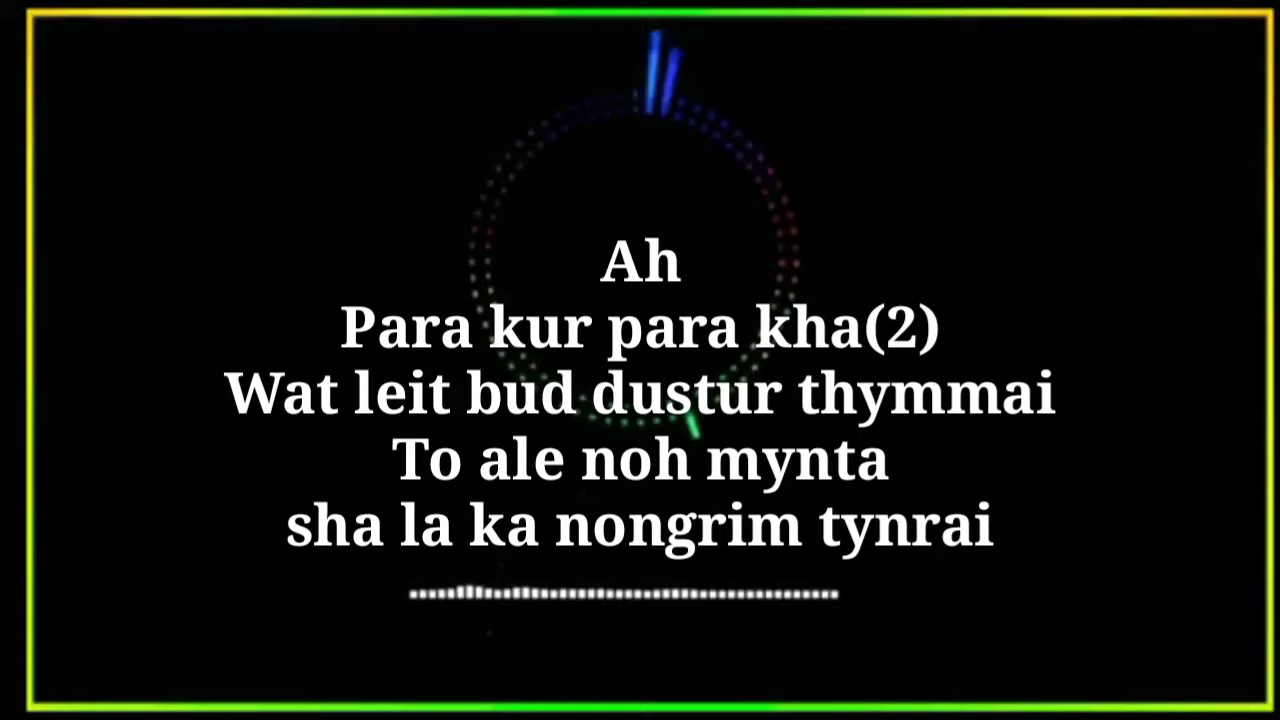 Ah
Para kur para kha(2)
Wat leit bud dustur thymmai
To ale noh mynta
sha la ka nongrim tynrai